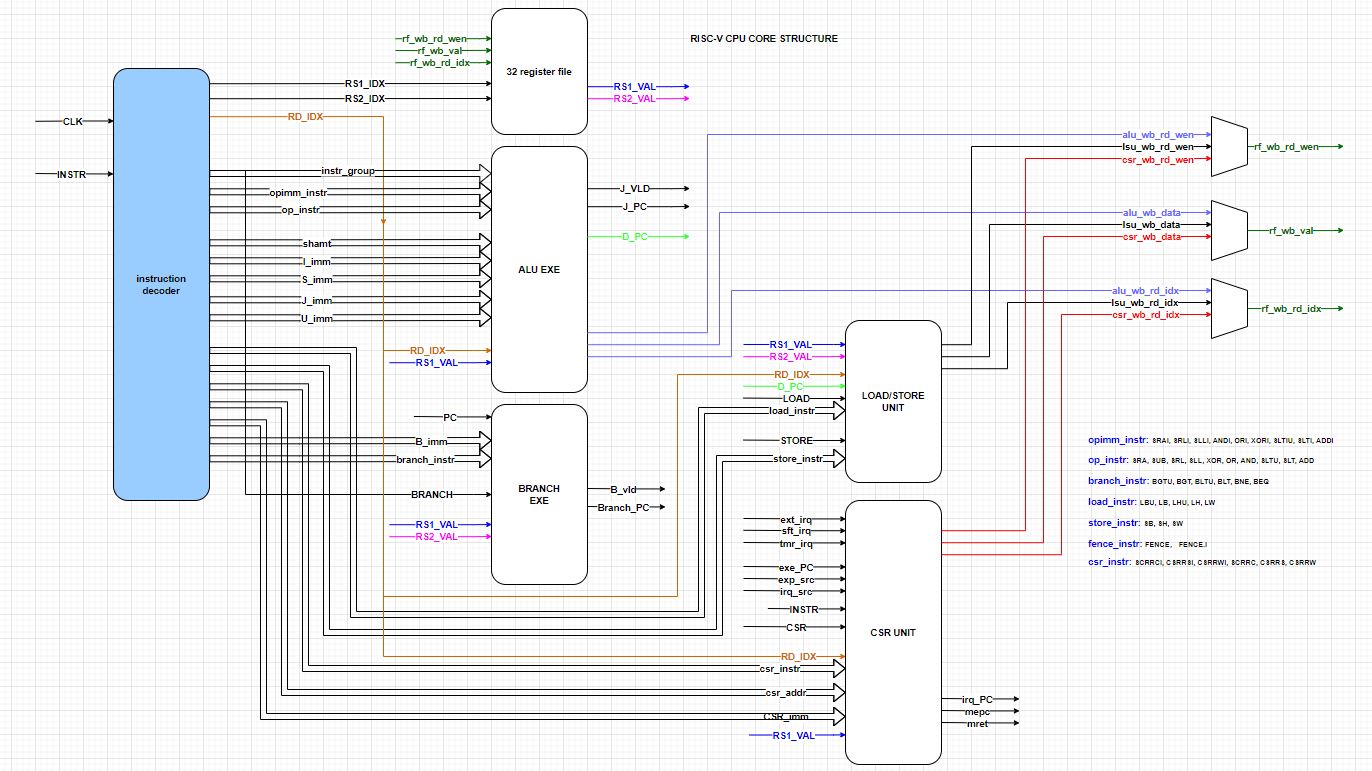 RISC-V CPU CORE STRUCTURE
rf_wb_rd_wen
rf_wb_val
rf_wb_rd_idx
32 register file
RS1_IDX
RS2_IDX
RD_IDX
RS1_VAL
RS2_VAL
CLK
INSTR
instruction
decoder
instr_group
opimm_instr
op_instr
shamt
I_imm
S_imm
J_imm
U_imm
RD_IDX
RS1_VAL
ALU EXE
J_VLD
J_PC
D_PC
PC
B_imm
branch_instr
BRANCH
RS1_VAL
RS2_VAL
BRANCH
EXE
B_vld
Branch_PC
RS1_VAL
RS2_VAL
RD_IDX
D_PC
LOAD
load_instr
STORE
store_instr
LOAD/STORE
UNIT
ext_irq
sft_irq
tmr_irq
exe_PC
exp_src
irq_src
INSTR
CSR
RD_IDX
csr_instr
csr_addr
CSR_imm
RS1_VAL
CSR UNIT
irq_PC
mepc
mret
alu_wb_rd_wen
lsu_wb_rd_wen
csr_wb_rd_wen
rf_wb_rd_wen
alu_wb_data
lsu_wb_data
csr_wb_data
rf_wb_val
alu_wb_rd_idx
lsu_wb_rd_idx
csr_wb_rd_idx
rf_wb_rd_idx
opimm_instr: SRAI, SRLI, SLLI, ANDI, ORI, XORI, SLTIU, SLTI, ADDI
op_instr: SRA, SUB, SRL, SLL, XOR, OR, AND, SLTU, SLT, ADD
branch_instr: BGTU, BGT, BLTU, BLT, BNE, BEQ
load_instr: LBU, LB, LHU, LH, LW
store_instr: SB, SH, SW
fence_instr: FENCE, FENCE.I
csr_instr: SCRRCI, CSRRSI, CSRRWI, SCRRC, CSRRS, CSRRW